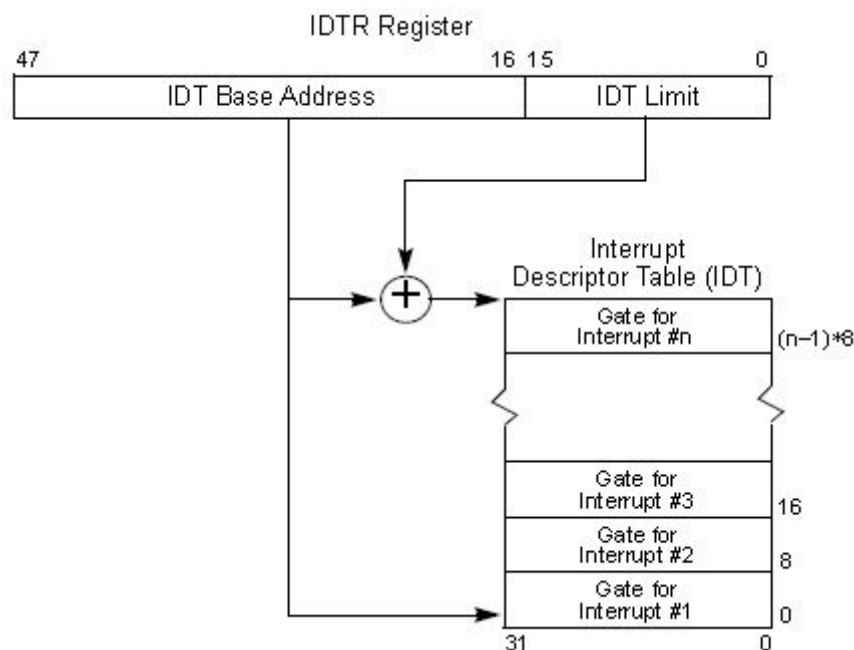 IDTR Register
47 16 15 0
IDT Base Address IDT Limit
+
Interrupt
Descriptor Table (IDT)
Gate for
Interrupt #n
(n–1)*8
Gate for
Interrupt #3
16
Gate for
Interrupt #2
8
Gate for
Interrupt #1
0
31 0